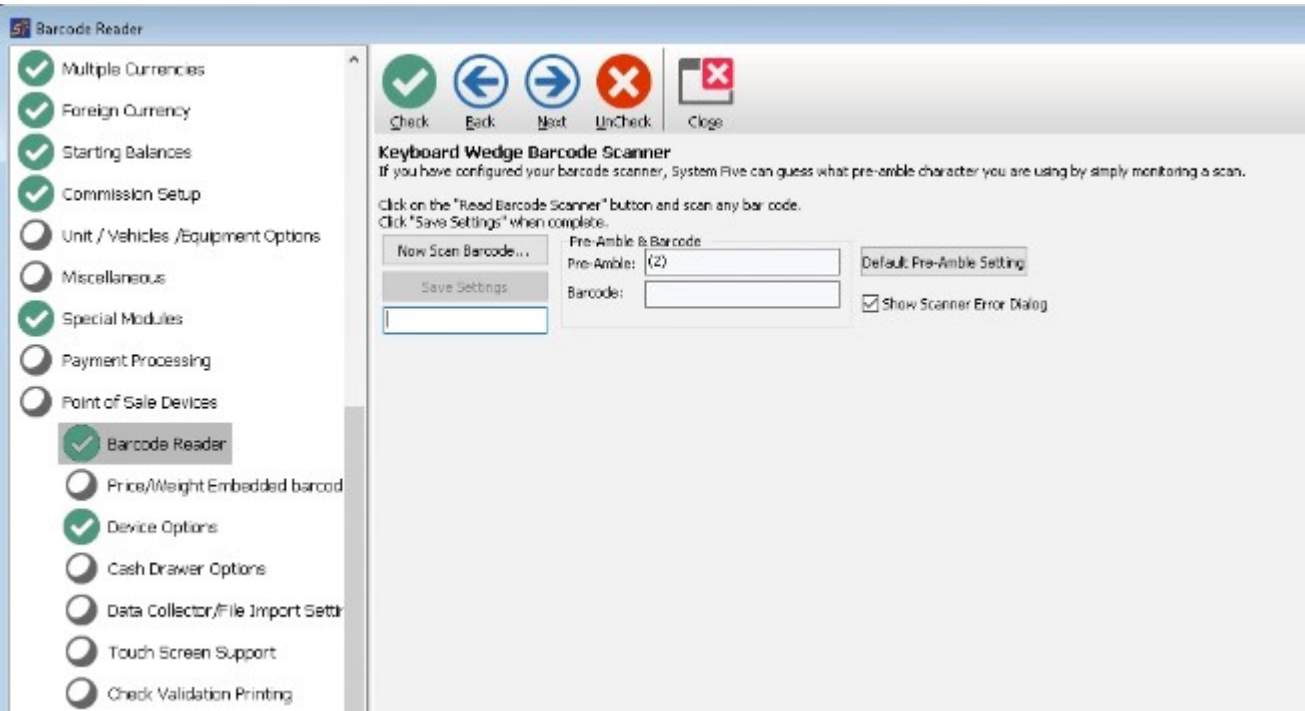 Barcode Reader
Multiple Currencies
Foreign Currency
Starting Balances
Commission Setup
Unit / Vehicles /Equipment Options
Miscellaneous
Special Modules
Payment Processing
Point of Sale Devices
Barcode Reader
Price/Weight Embedded barcod
Device Options
Cash Drawer Options
Data Collector/File Import Settir
Touch Screen Support
Check Validation Printing
Check Back Next UnCheck Close
Keyboard Wedge Barcode Scanner
If you have configured your barcode scanner, System Five can guess what pre-amble character you are using by simply monitoring a scan.
Click on the "Read Barcode Scanner" button and scan any bar code.
Click "Save Settings" when complete.
Now Scan Barcode...
Save Settings
Pre-Amble & Barcode
Pre-Amble: (2)
Barcode:
Default Pre-Amble Setting
Show Scanner Error Dialog